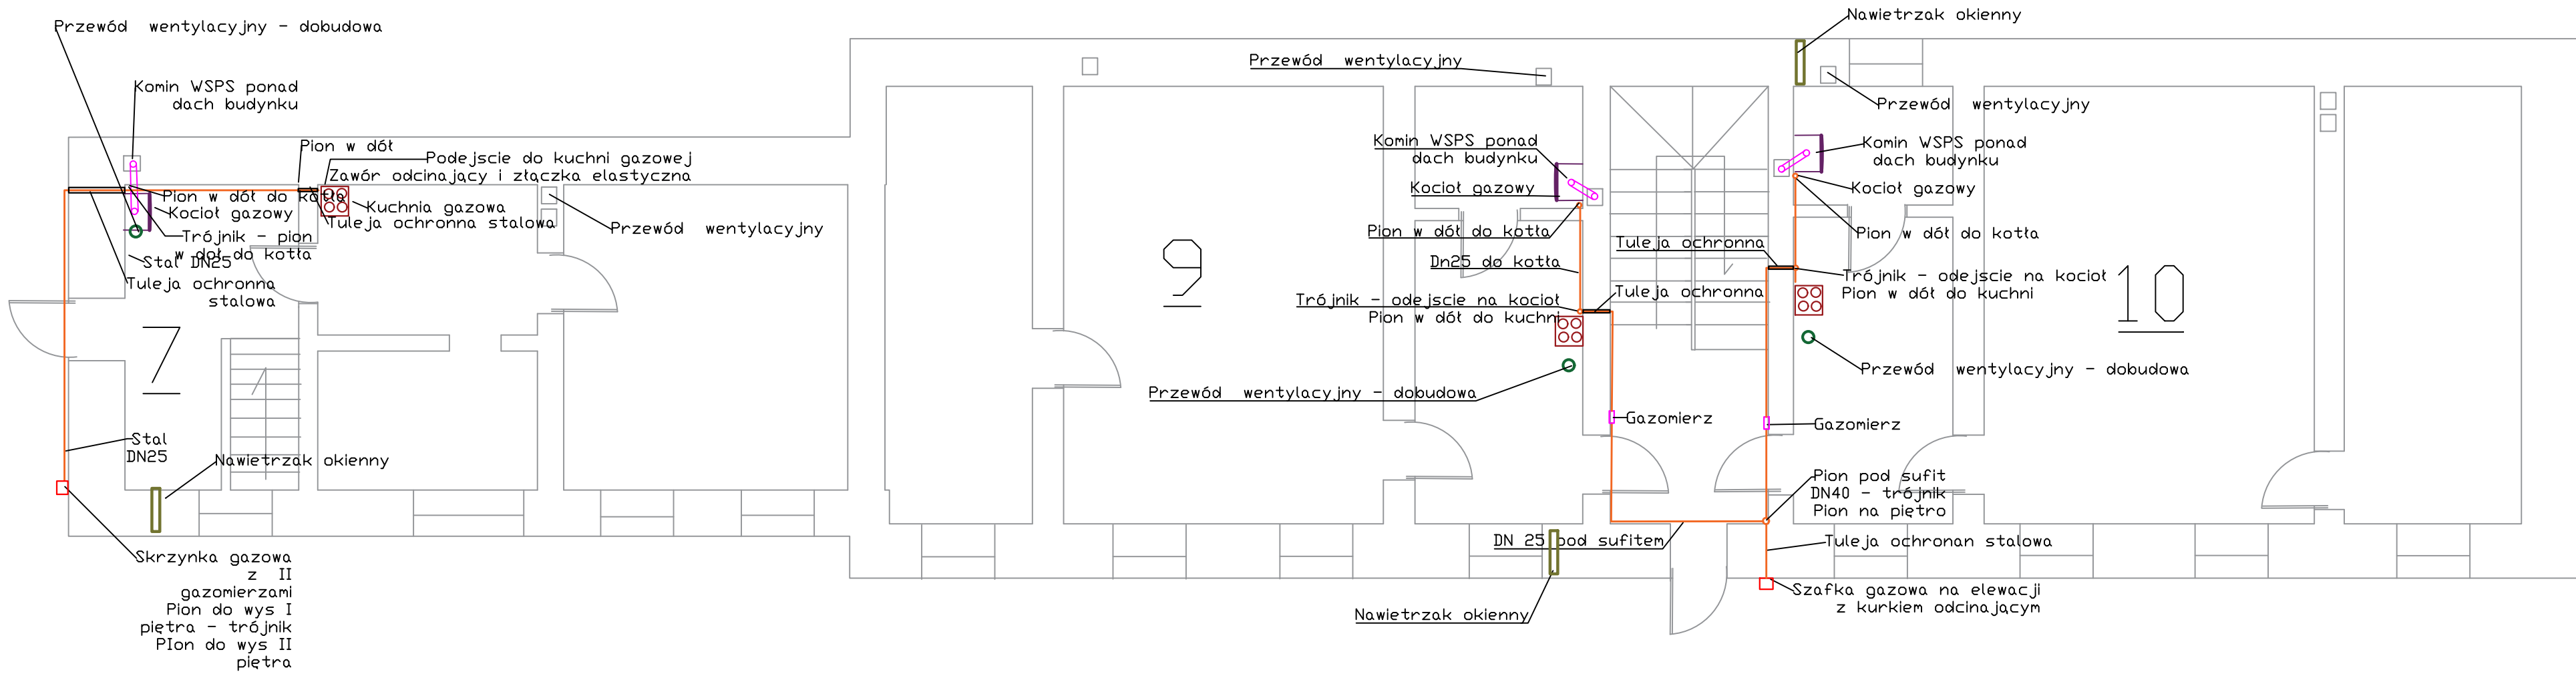 Przewód wentylacyjny - dobudowa
Komin WSPS ponad
dach budynku
Pion w dół
Podejscie do kuchni gazowej
Zawór odcinający i złączka elastyczna
Pion w dół do kotła
Kocioł gazowy
Kuchnia gazowa
Tuleja ochronna stalowa
Trójnik - pion
w dół do kotła
Stal DN25
Tuleja ochronna
stalowa
Przewód wentylacyjny
7
Stal
DN25
Nawietrzak okienny
Skrzynka gazowa
z II
gazomierzami
Pion do wys I
piętra - trójnik
PIon do wys II
piętra
9
Przewód wentylacyjny
Komin WSPS ponad
dach budynku
Kocioł gazowy
Pion w dół do kotła
Dn25 do kotła
Trójnik - odejscie na kocioł
Pion w dół do kuchni
Przewód wentylacyjny - dobudowa
Tuleja ochronna
Tuleja ochronna
Gazomierz
DN 25 pod sufitem
Nawietrzak okienny
Nawietrzak okienny
Przewód wentylacyjny
Komin WSPS ponad
dach budynku
Kocioł gazowy
Pion w dół do kotła
Trójnik - odejscie na kocioł
Pion w dół do kuchni
10
Przewód wentylacyjny - dobudowa
Gazomierz
Pion pod sufit
DN40 - trójnik
Pion na piętro
Tuleja ochronan stalowa
Szafka gazowa na elewacji
z kurkiem odcinającym